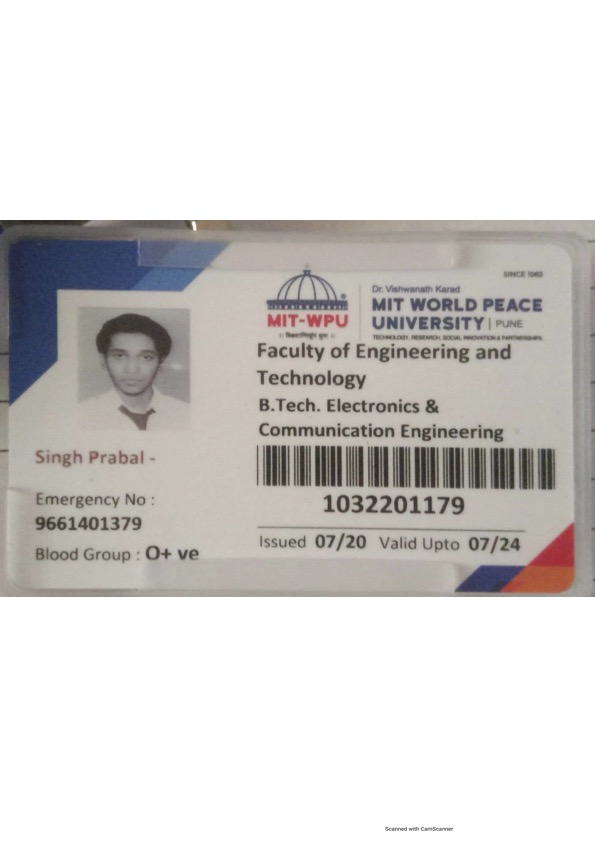 SINCE 1983
MIT-WPU
®
Dr. Vishwanath Karad
MIT WORLD PEACE
UNIVERSITY | PUNE
TECHNOLOGY, RESEARCH, SOCIAL INNOVATION & PARTNERSHIPS
॥ विश्वशान्तिर्ध्रुवं ध्रुवा ॥
Faculty of Engineering and
Technology
B.Tech. Electronics &
Communication Engineering
Singh Prabal -
1032201179
Emergency No :
9661401379
Issued 07/20 Valid Upto 07/24
Blood Group : O+ ve
Scanned with CamScanner